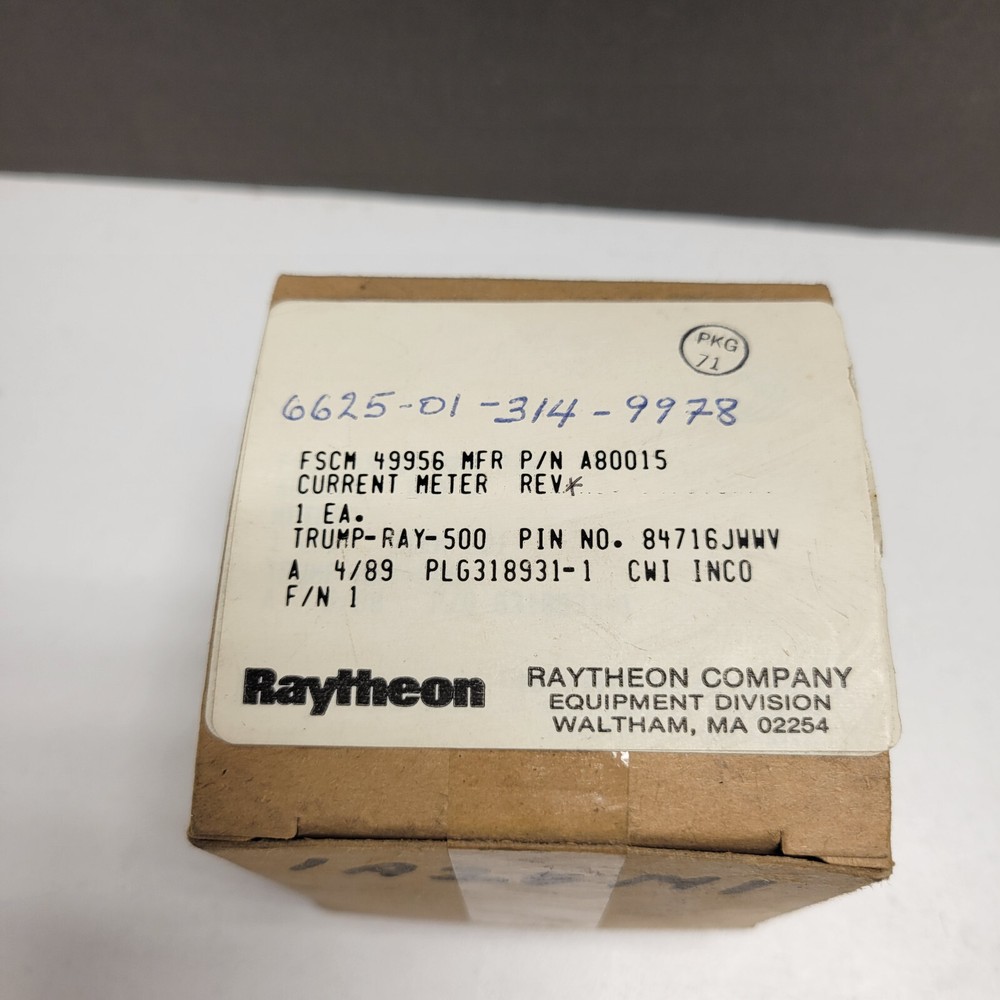 PKG
71
6625-01-314-9978
FSCM 49956 MFR P/N A80015
CURRENT METER REV*
1 EA.
TRUMP-RAY-500 PIN NO. 84716JWWV
A 4/89 PLG318931-1 CWI INCO
F/N 1
Raytheon
RAYTHEON COMPANY
EQUIPMENT DIVISION
WALTHAM, MA 02254